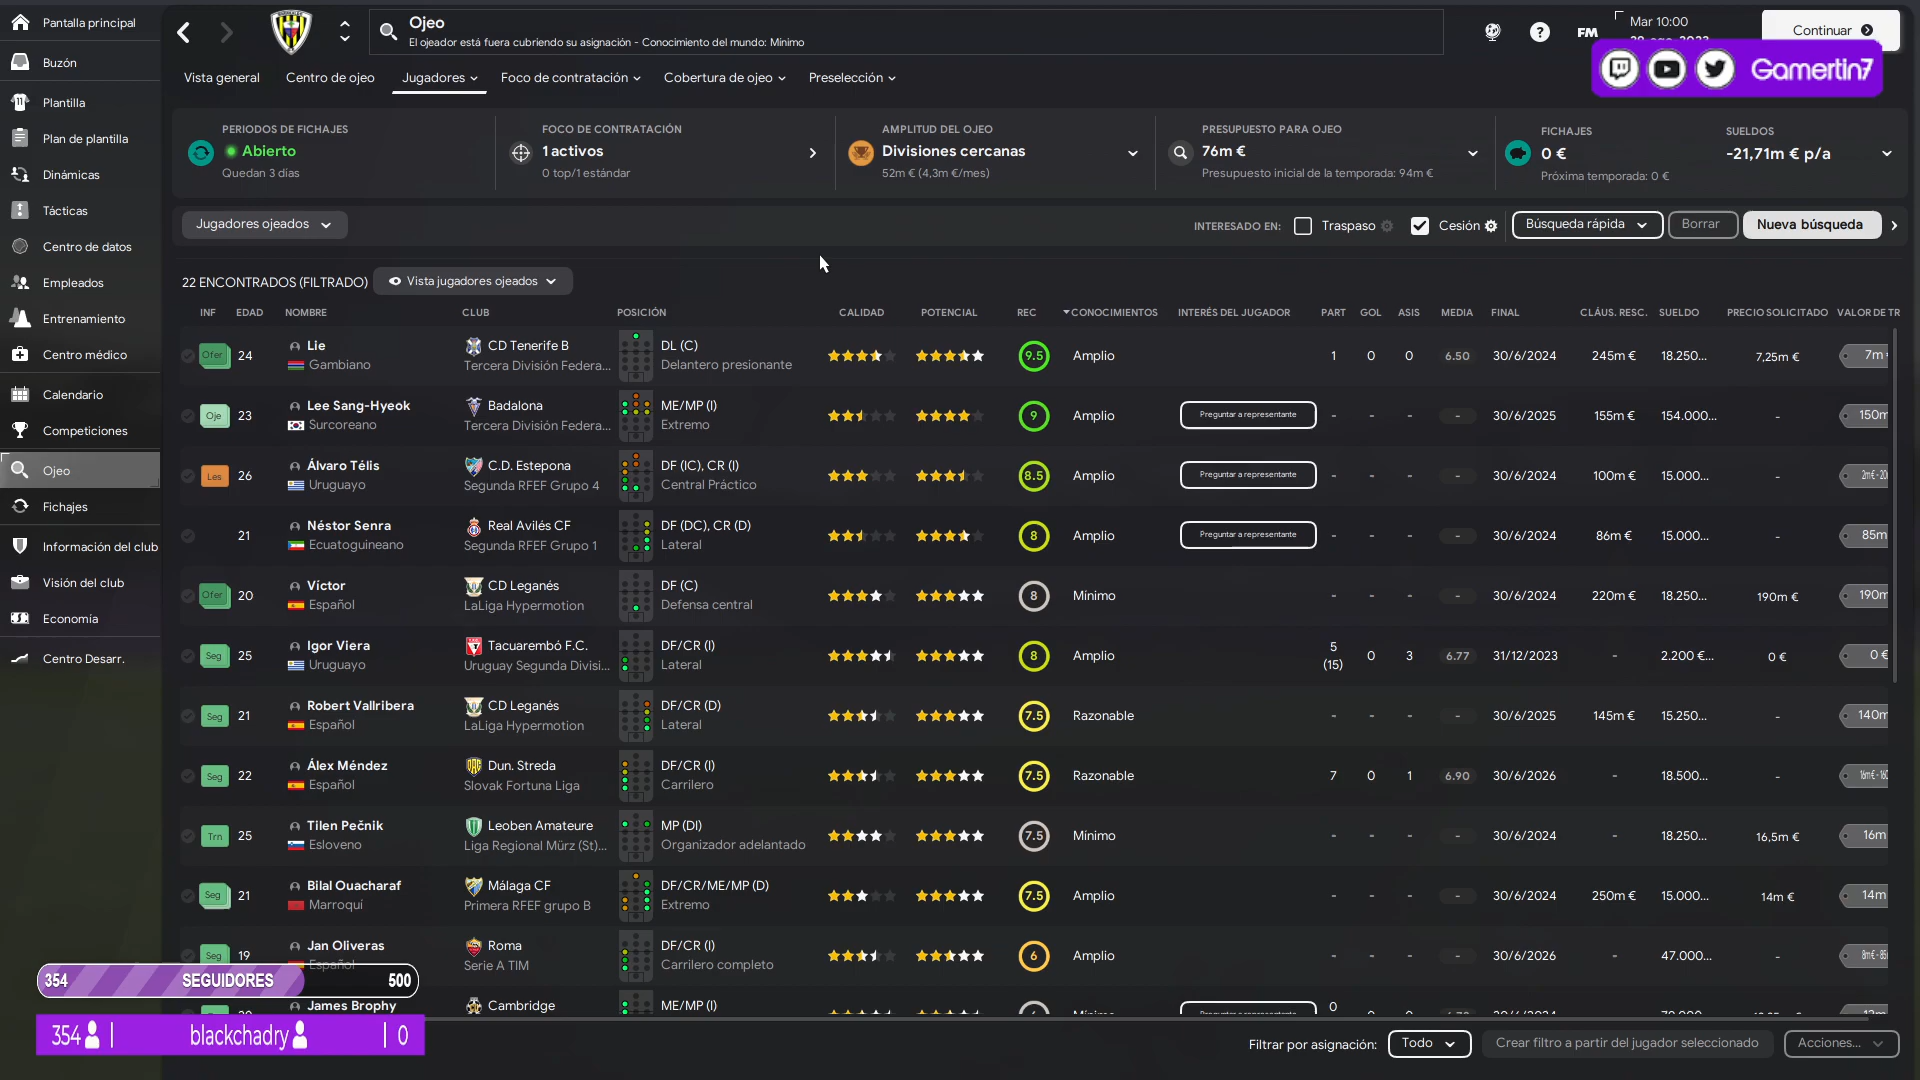 Pantalla principal
Buzón
Plantilla
Plan de plantilla
Dinámicas
Tácticas
Centro de datos
Empleados
Entrenamiento
Centro médico
Calendario
Competiciones
Ojeo
Fichajes
Información del club
Visión del club
Economía
Centro Desarr.
Ojeo
El ojeador está fuera cubriendo su asignación - Conocimiento del mundo: Mínimo
FM
Mar 10:00
Continuar
Gamertin7
Vista general Centro de ojeo Jugadores Foco de contratación Cobertura de ojeo Preselección
PERIODOS DE FICHAJES
Abierto
Quedan 3 días
FOCO DE CONTRATACIÓN
1 activos
0 top/1 estándar
AMPLITUD DEL OJEO
Divisiones cercanas
52m € (4,3m €/mes)
PRESUPUESTO PARA OJEO
76m €
Presupuesto inicial de la temporada: 94m €
FICHAJES
0 €
Próxima temporada: 0 €
SUELDOS
-21,71m € p/a
Jugadores ojeados
INTERESADO EN: Traspaso Cesión Búsqueda rápida Borrar Nueva búsqueda
22 ENCONTRADOS (FILTRADO) Vista jugadores ojeados
INF EDAD NOMBRE CLUB POSICIÓN CALIDAD POTENCIAL REC CONOCIMIENTOS INTERÉS DEL JUGADOR PART GOL ASIS MEDIA FINAL CLÁUS. RESC. SUELDO PRECIO SOLICITADO VALOR DE TR
Ofer 24 Lie CD Tenerife B DL (C) 9.5 Amplio 1 0 0 6.50 30/6/2024 245m € 18.250... 7,25m € 7m
Gambiano Tercera División Federa... Delantero presionante
Oje 23 Lee Sang-Hyeok Badalona ME/MP (I) 9 Amplio Preguntar a representante - - - - 30/6/2025 155m € 154.000... - 150m
Surcoreano Tercera División Federa... Extremo
Les 26 Álvaro Télis C.D. Estepona DF (IC), CR (I) 8.5 Amplio Preguntar a representante - - - - 30/6/2024 100m € 15.000... -
Uruguayo Segunda RFEF Grupo 4 Central Práctico
21 Néstor Senra Real Avilés CF DF (DC), CR (D) 8 Amplio Preguntar a representante - - - - 30/6/2024 86m € 15.000... - 85m
Ecuatoguineano Segunda RFEF Grupo 1 Lateral
Ofer 20 Víctor CD Leganés DF (C) 8 Mínimo - - - - 30/6/2024 220m € 18.250... 190m € 190m
Español LaLiga Hypermotion Defensa central
Seg 25 Igor Viera Tacuarembó F.C. DF/CR (I) 8 Amplio 5 (15) 0 3 6.77 31/12/2023 - 2.200 €... 0 € 0 €
Uruguayo Uruguay Segunda Divisi... Lateral
Seg 21 Robert Vallribera CD Leganés DF/CR (D) 7.5 Razonable - - - - 30/6/2025 145m € 15.250... - 140m
Español LaLiga Hypermotion Lateral
Seg 22 Álex Méndez Dun. Streda DF/CR (I) 7.5 Razonable 7 0 1 6.90 30/6/2026 - 18.500... -
Español Slovak Fortuna Liga Carrilero
Trn 25 Tilen Pečnik Leoben Amateure MP (DI) 7.5 Mínimo - - - - 30/6/2024 - 18.250... 16,5m € 16m
Esloveno Liga Regional Mürz (St)... Organizador adelantado
Seg 21 Bilal Ouacharaf Málaga CF DF/CR/ME/MP (D) 7.5 Amplio - - - - 30/6/2024 250m € 15.000... 14m € 14m
Marroquí Primera RFEF grupo B Extremo
Seg 19 Jan Oliveras Roma DF/CR (I) 6 Amplio - - - - 30/6/2026 - 47.000... -
Español Serie A TIM Carrilero completo
James Brophy Cambridge ME/MP (I) 0
354 SEGUIDORES 500
354 | blackchadry | 0
Filtrar por asignación: Todo Crear filtro a partir del jugador seleccionado Acciones...